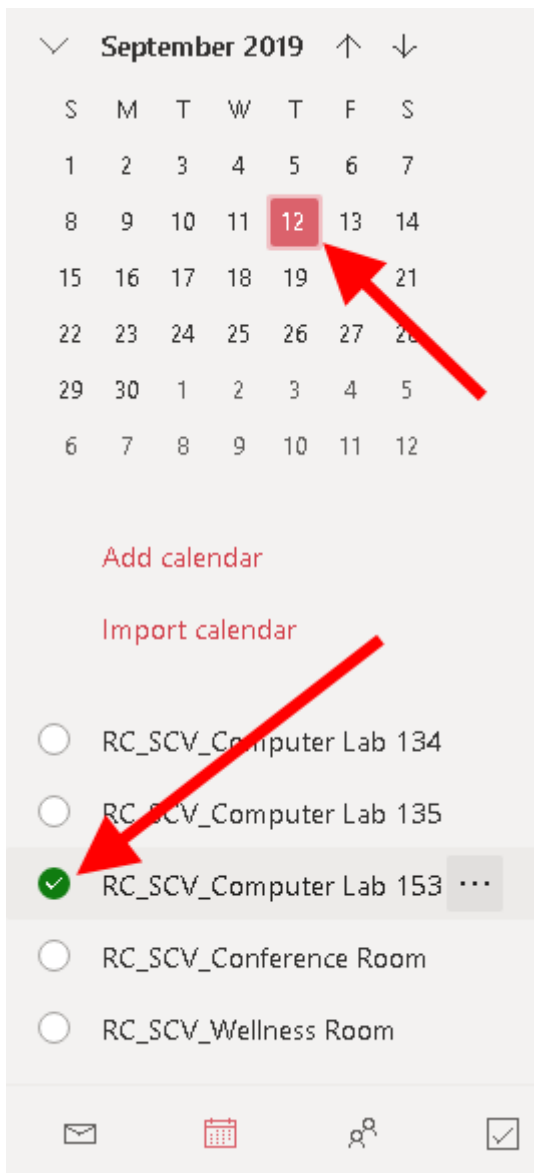 September 2019
S M T W T F S
1 2 3 4 5 6 7
8 9 10 11 12 13 14
15 16 17 18 19 21
22 23 24 25 26 27 28
29 30 1 2 3 4 5
6 7 8 9 10 11 12
Add calendar
Import calendar
RC_SCV_Computer Lab 134
RC_SCV_Computer Lab 135
RC_SCV_Computer Lab 153 ...
RC_SCV_Conference Room
RC_SCV_Wellness Room